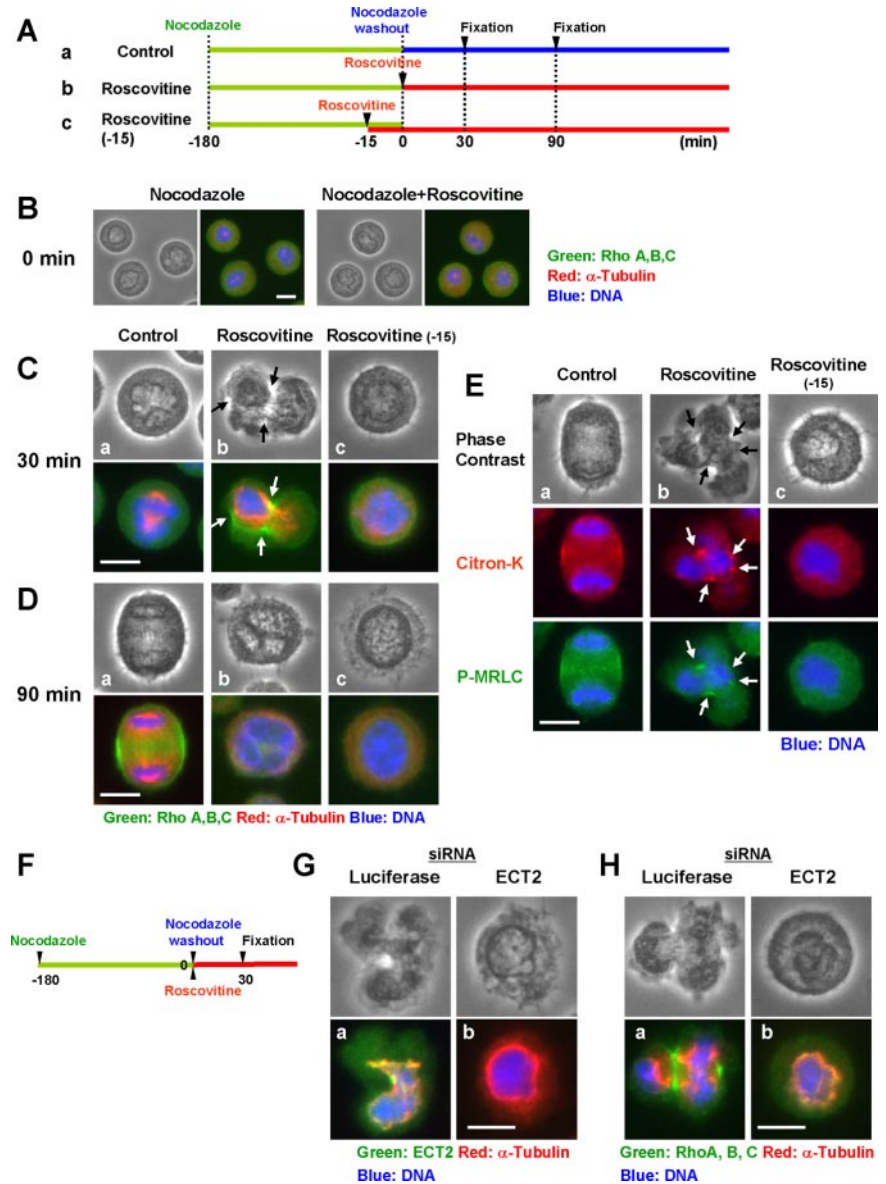 A
Nocodazole
Nocodazole
washout
Fixation
Fixation
a
Control
Roscovitine
b
Roscovitine
Roscovitine
c
Roscovitine
(-15)
-180
-15
0
30
90
(min)
B
Nocodazole
Nocodazole+Roscovitine
0 min
Green: Rho A,B,C
Red: α-Tubulin
Blue: DNA
C
Control
Roscovitine
Roscovitine (-15)
30 min
a
b
c
D
90 min
a
b
c
Green: Rho A,B,C Red: α-Tubulin Blue: DNA
E
Control
Roscovitine
Roscovitine
(-15)
Phase
Contrast
a
b
c
Citron-K
P-MRLC
Blue: DNA
F
Nocodazole
Nocodazole
washout
Fixation
0
-180
30
Roscovitine
G
siRNA
Luciferase
ECT2
a
b
Green: ECT2 Red: α-Tubulin
Blue: DNA
H
siRNA
Luciferase
ECT2
a
b
Green: RhoA, B, C Red: α-Tubulin
Blue: DNA